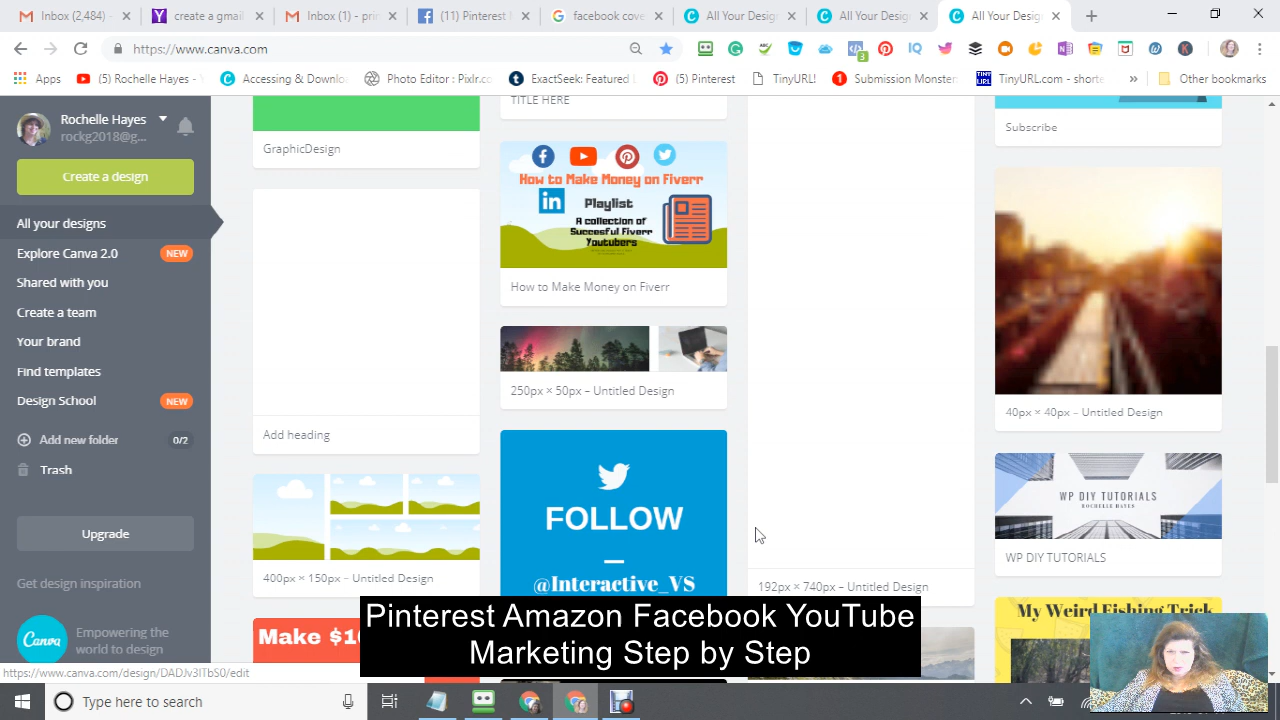 Inbox (2,484) -
create a gmail
Inbox (1) - prin
(11) Pinterest M
facebook cove
All Your Desig
All Your Desig
All Your Desig
https://www.canva.com
3
Apps
(5) Rochelle Hayes -
Accessing & Downlo
Photo Editor : Pixlr.co
ExactSeek: Featured L
(5) Pinterest
TinyURL!
Submission Monster
TinyURL.com - shorte
Other bookmarks
Rochelle Hayes
rockg2018@g...
Create a design
All your designs
Explore Canva 2.0
NEW
Shared with you
Create a team
Your brand
Find templates
Design School
NEW
Add new folder
0/2
Trash
Upgrade
Get design inspiration
Canva
Empowering the
world to design
https://www.canva.com/design/DADJv3ITbS0/edit
GraphicDesign
Add heading
400px × 150px – Untitled Design
Make $10
TITLE HERE
How to Make Money on Fiverr
Playlist
A collection of
Succesful Fiverr
Youtubers
How to Make Money on Fiverr
250px × 50px – Untitled Design
FOLLOW
@Interactive_VS
192px × 740px – Untitled Design
Subscribe
40px × 40px – Untitled Design
WP DIY TUTORIALS
ROCHELLE HAYES
WP DIY TUTORIALS
My Weird Fishing Trick
Pinterest Amazon Facebook YouTube
Marketing Step by Step
Type here to search